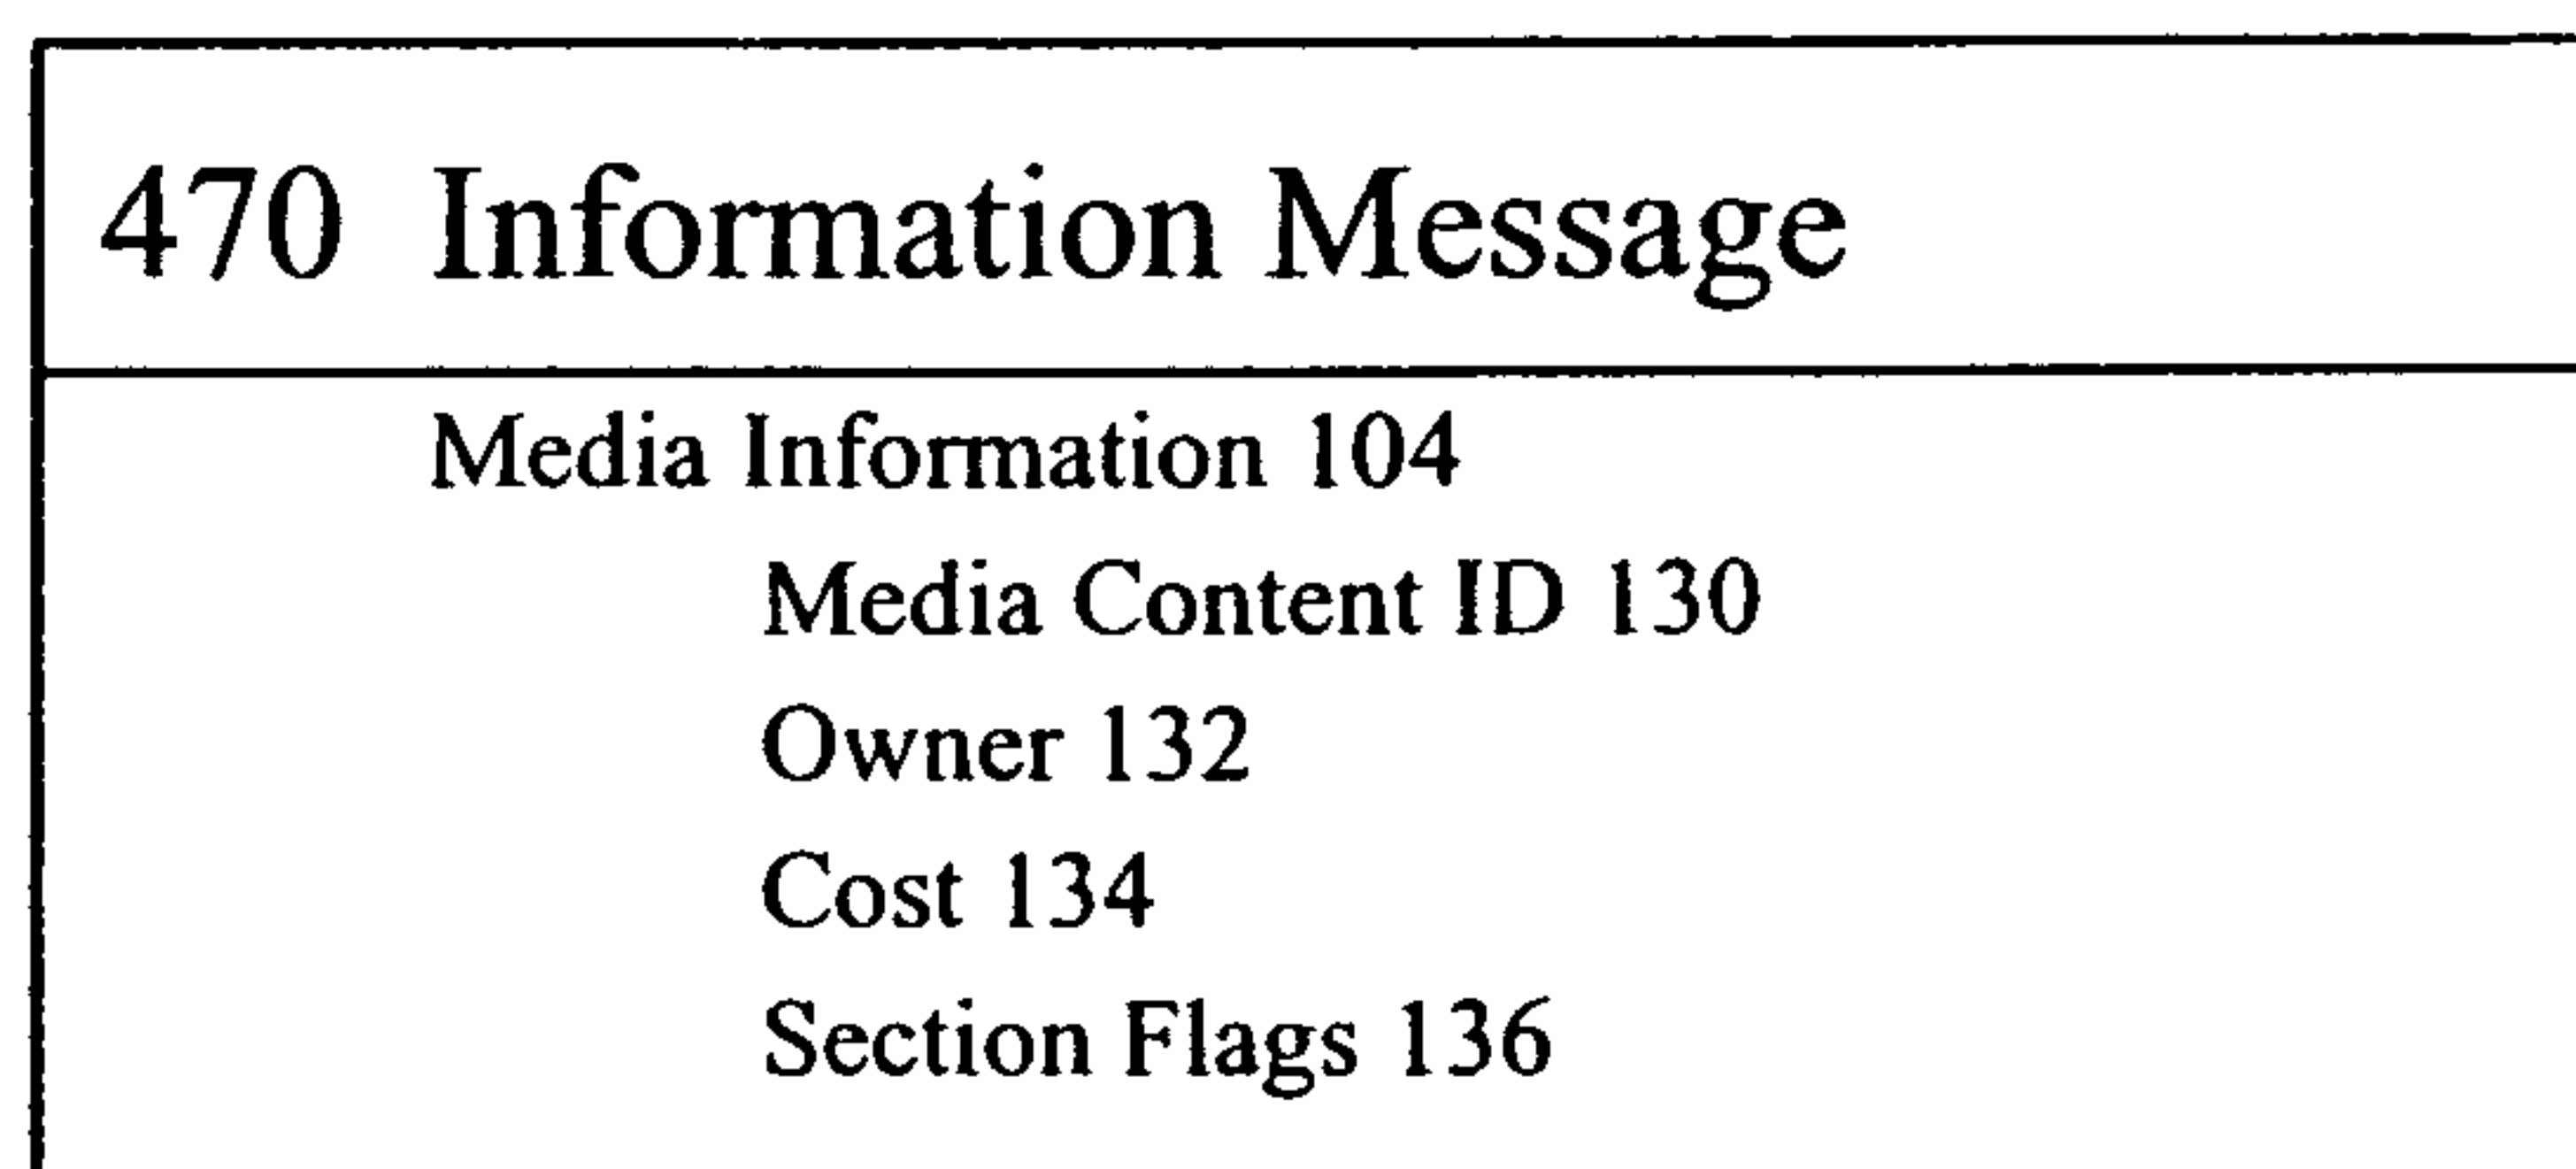 470 Information Message
Media Information 104
Media Content ID 130
Owner 132
Cost 134
Section Flags 136